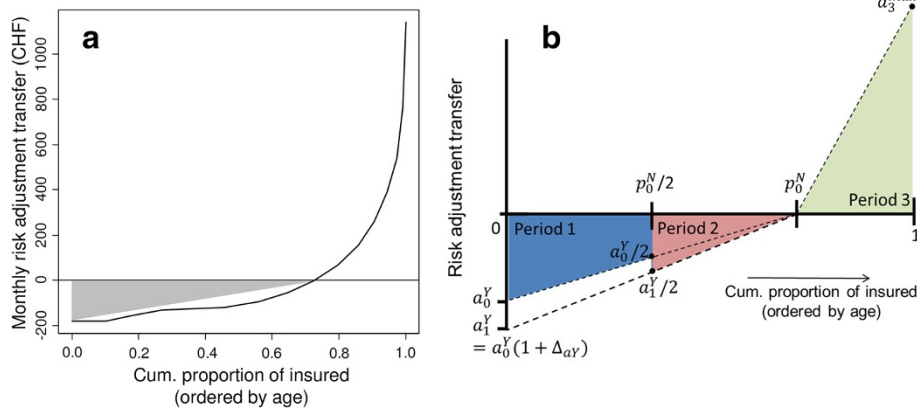 a
Monthly risk adjustment transfer (CHF)
1000
800
600
400
200
0
-200
0.0 0.2 0.4 0.6 0.8 1.0
Cum. proportion of insured
(ordered by age)
b
Risk adjustment transfer
p_0^N/2 p_0^N
Period 3
0 Period 1 Period 2 1
a_0^Y/2
a_1^Y/2
a_0^Y
a_1^Y
= a_0^Y(1 + Δ_{aY})
Cum. proportion of insured
(ordered by age)